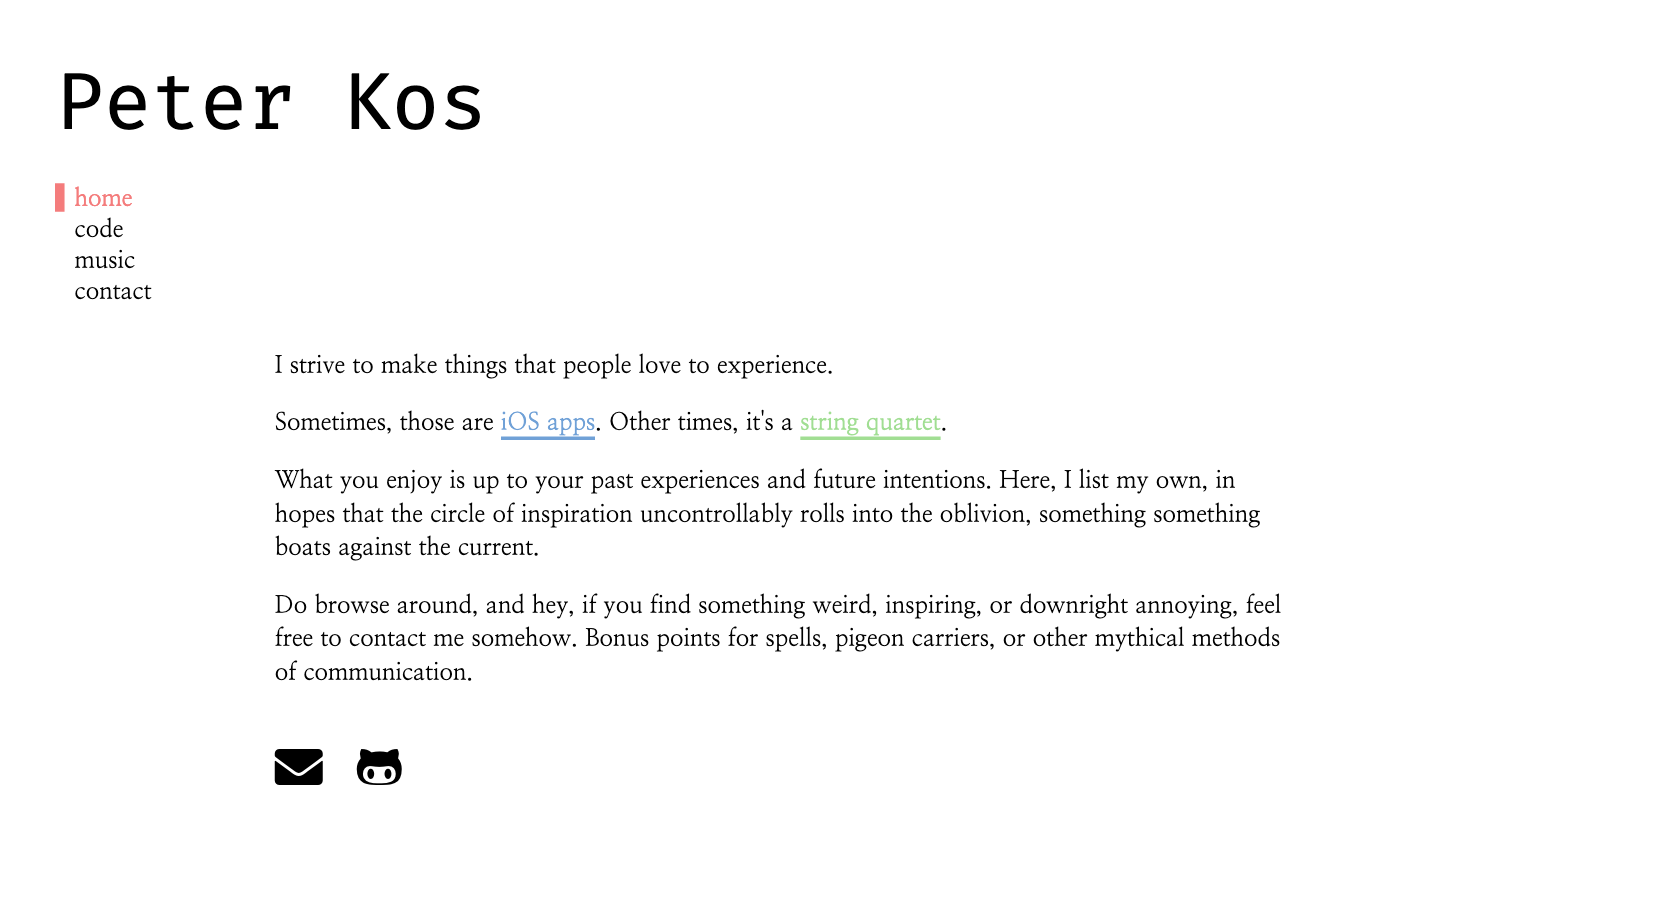 Peter Kos
home
code
music
contact
I strive to make things that people love to experience.
Sometimes, those are iOS apps. Other times, it's a string quartet.
What you enjoy is up to your past experiences and future intentions. Here, I list my own, in
hopes that the circle of inspiration uncontrollably rolls into the oblivion, something something
boats against the current.
Do browse around, and hey, if you find something weird, inspiring, or downright annoying, feel
free to contact me somehow. Bonus points for spells, pigeon carriers, or other mythical methods
of communication.